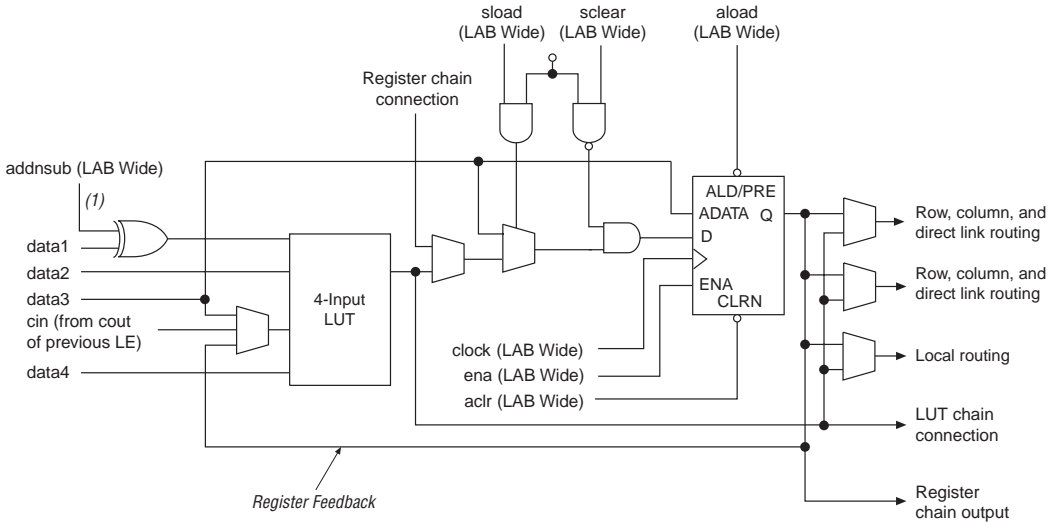 sload
(LAB Wide)
sclear
(LAB Wide)
aload
(LAB Wide)
Register chain
connection
addnsub (LAB Wide)
(1)
data1
data2
data3
cin (from cout
of previous LE)
data4
4-Input
LUT
ALD/PRE
ADATA
Q
D
ENA
CLRN
clock (LAB Wide)
ena (LAB Wide)
aclr (LAB Wide)
Row, column, and
direct link routing
Row, column, and
direct link routing
Local routing
LUT chain
connection
Register
chain output
Register Feedback